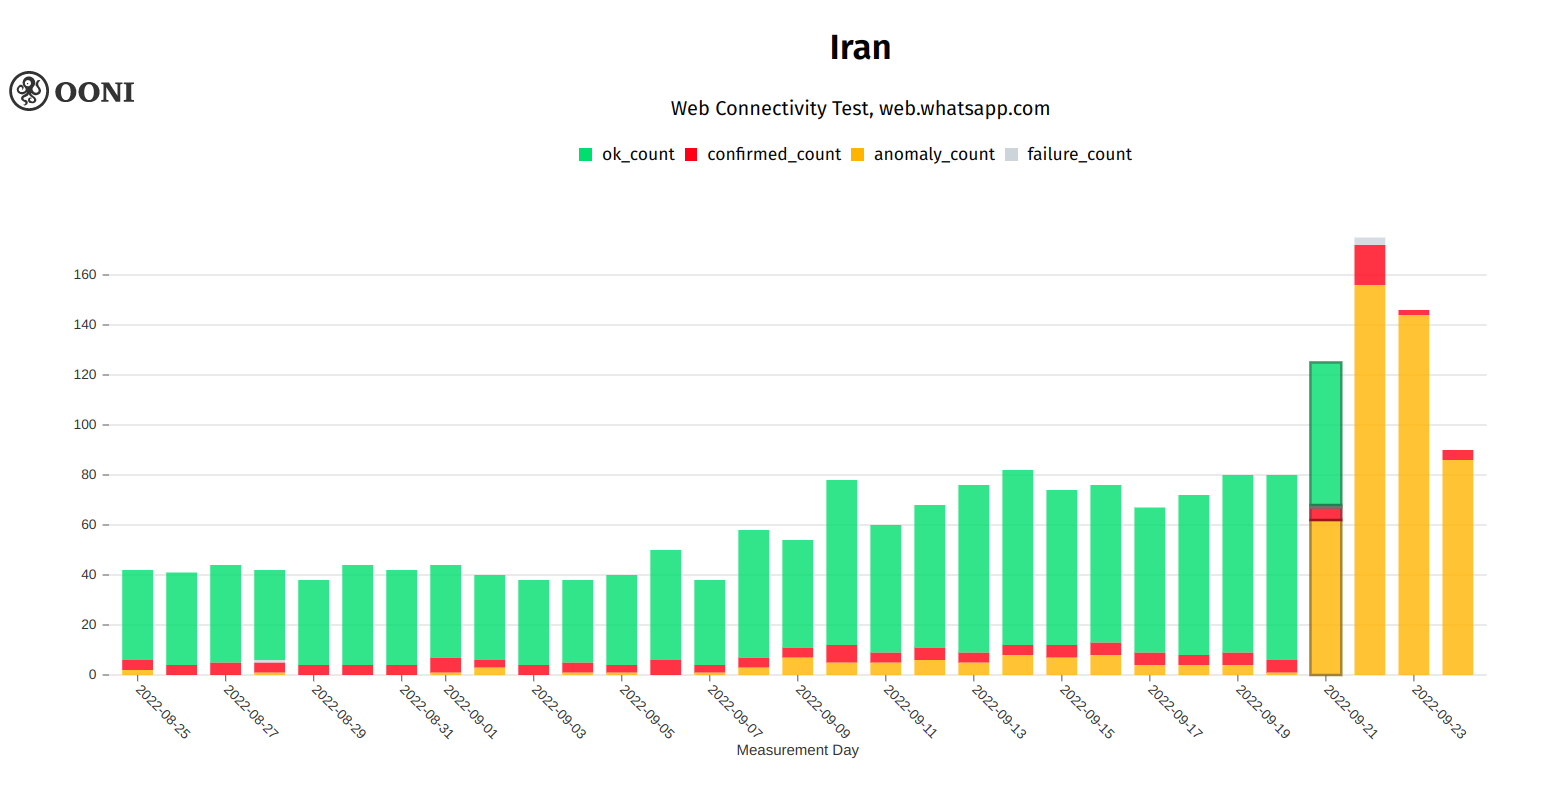 Iran
OONI
Web Connectivity Test, web.whatsapp.com
ok_count confirmed_count anomaly_count failure_count
160
140
120
100
80
60
40
20
0
2022-08-25 2022-08-27 2022-08-29 2022-08-31 2022-09-01 2022-09-03 2022-09-05 2022-09-07 2022-09-09 2022-09-11 2022-09-13 2022-09-15 2022-09-17 2022-09-19 2022-09-21 2022-09-23
Measurement Day